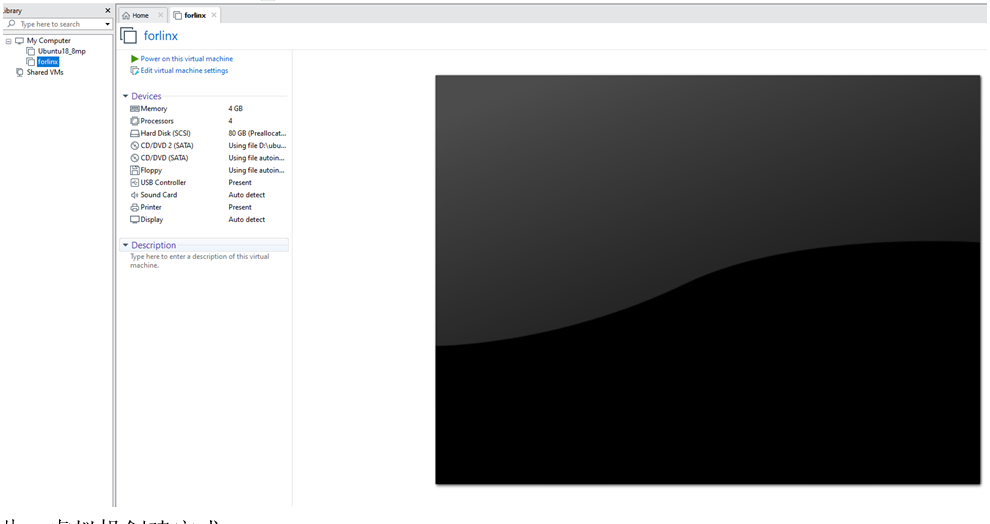 Library
Type here to search
My Computer
Ubuntu18_8mp
forlinx
Shared VMs
Home
forlinx
forlinx
Power on this virtual machine
Edit virtual machine settings
Devices
Memory 4 GB
Processors 4
Hard Disk (SCSI) 80 GB (Preallocat...
CD/DVD 2 (SATA) Using file D:\ubu...
CD/DVD (SATA) Using file autoin...
Floppy Using file autoin...
USB Controller Present
Sound Card Auto detect
Printer Present
Display Auto detect
Description
Type here to enter a description of this virtual
machine.